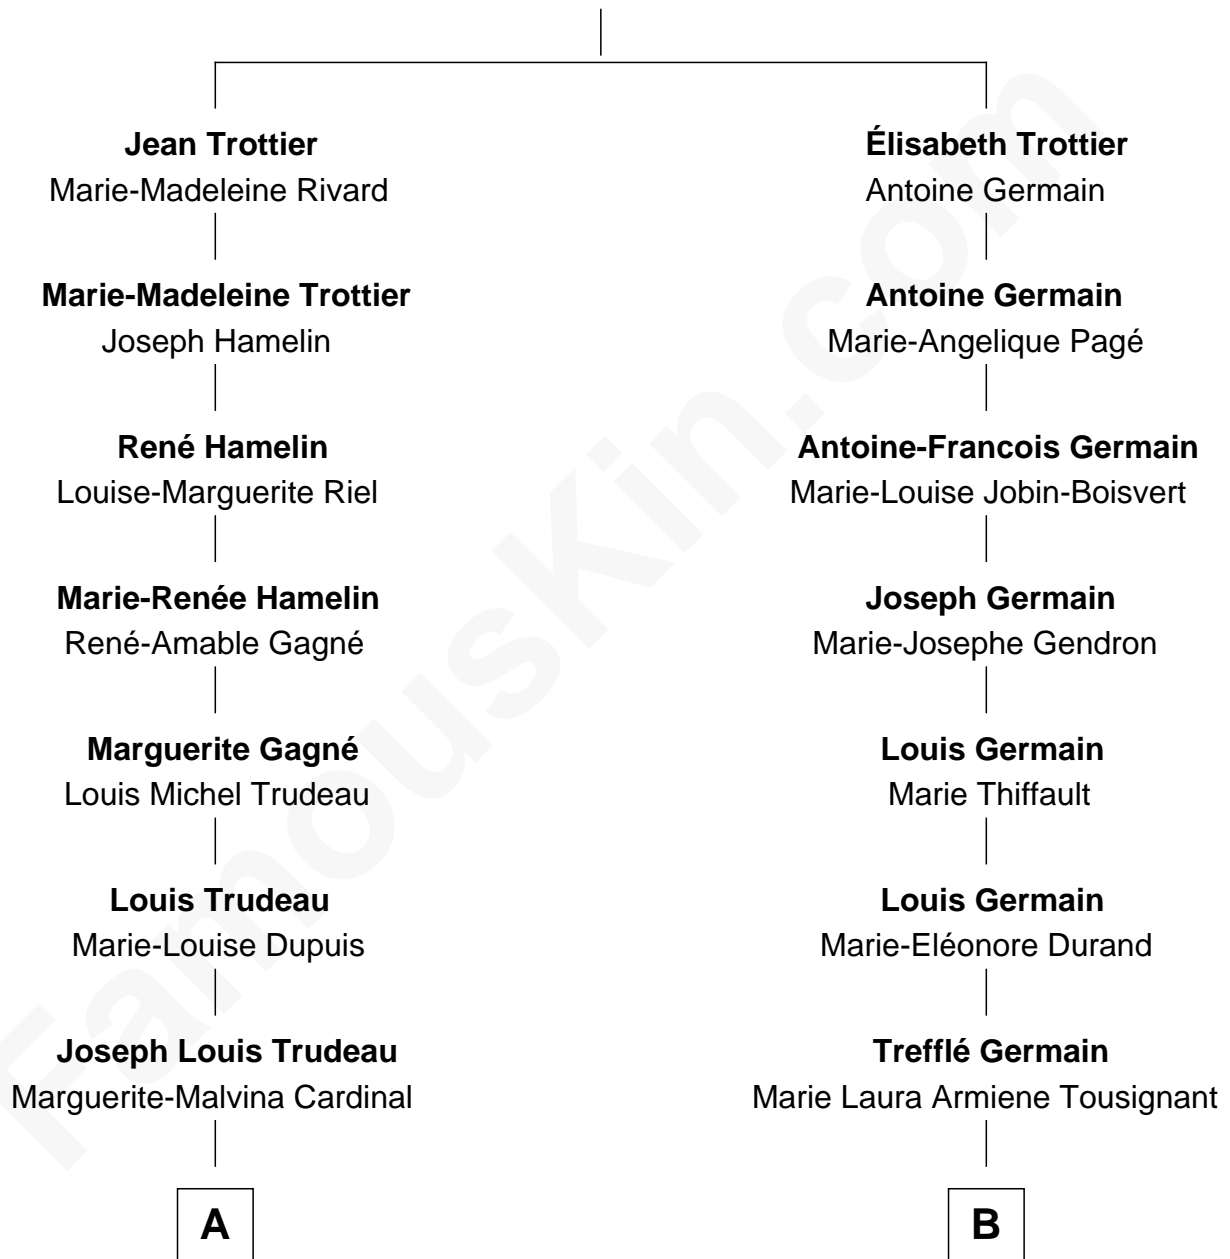 Jean Trottier
Marie-Madeleine Rivard
Marie-Madeleine Trottier
Joseph Hamelin
René Hamelin
Louise-Marguerite Riel
Marie-Renée Hamelin
René-Amable Gagné
Marguerite Gagné
Louis Michel Trudeau
Louis Trudeau
Marie-Louise Dupuis
Joseph Louis Trudeau
Marguerite-Malvina Cardinal
A
Élisabeth Trottier
Antoine Germain
Antoine Germain
Marie-Angelique Pagé
Antoine-Francois Germain
Marie-Louise Jobin-Boisvert
Joseph Germain
Marie-Josephe Gendron
Louis Germain
Marie Thiffault
Louis Germain
Marie-Eléonore Durand
Trefflé Germain
Marie Laura Armiene Tousignant
B
FamousKin.com